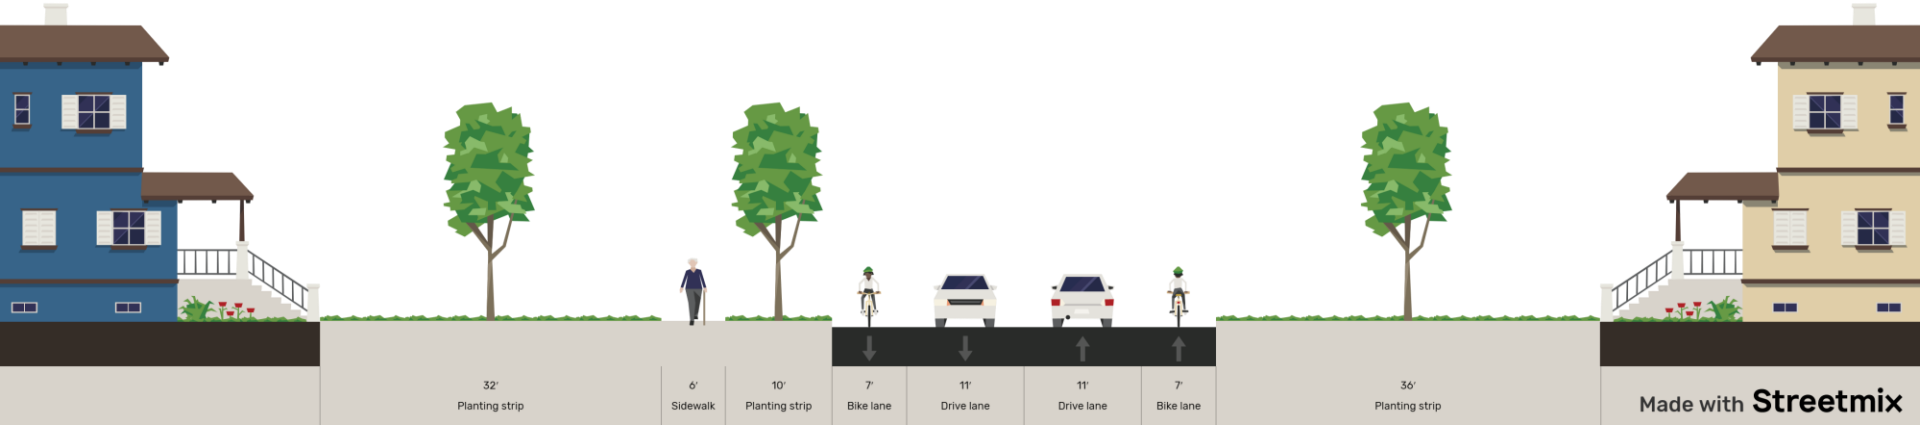 32′ 6′ 10′ 7′ 11′ 11′ 7′ 36′
Planting strip Sidewalk Planting strip Bike lane Drive lane Drive lane Bike lane Planting strip
Made with Streetmix